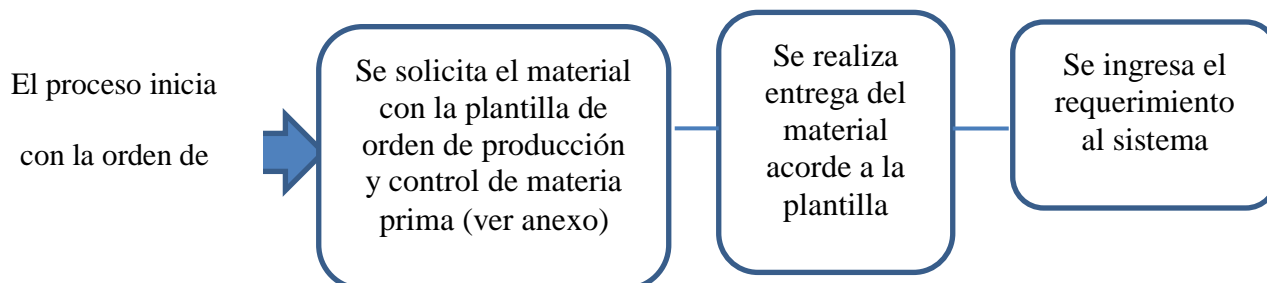 El proceso inicia
con la orden de
Se solicita el material
con la plantilla de
orden de producción
y control de materia
prima (ver anexo)
Se realiza
entrega del
material
acorde a la
plantilla
Se ingresa el
requerimiento
al sistema